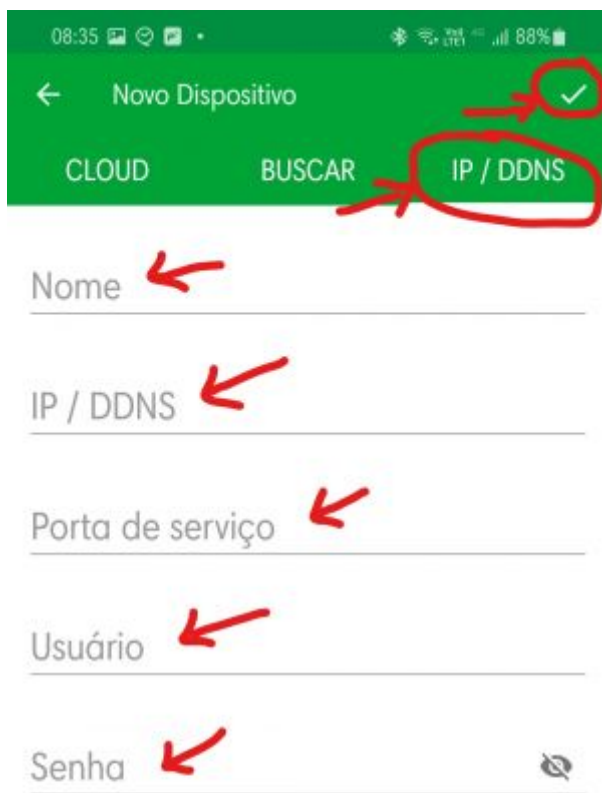 08:35 88%
Novo Dispositivo
CLOUD BUSCAR IP / DDNS
Nome
IP / DDNS
Porta de serviço
Usuário
Senha